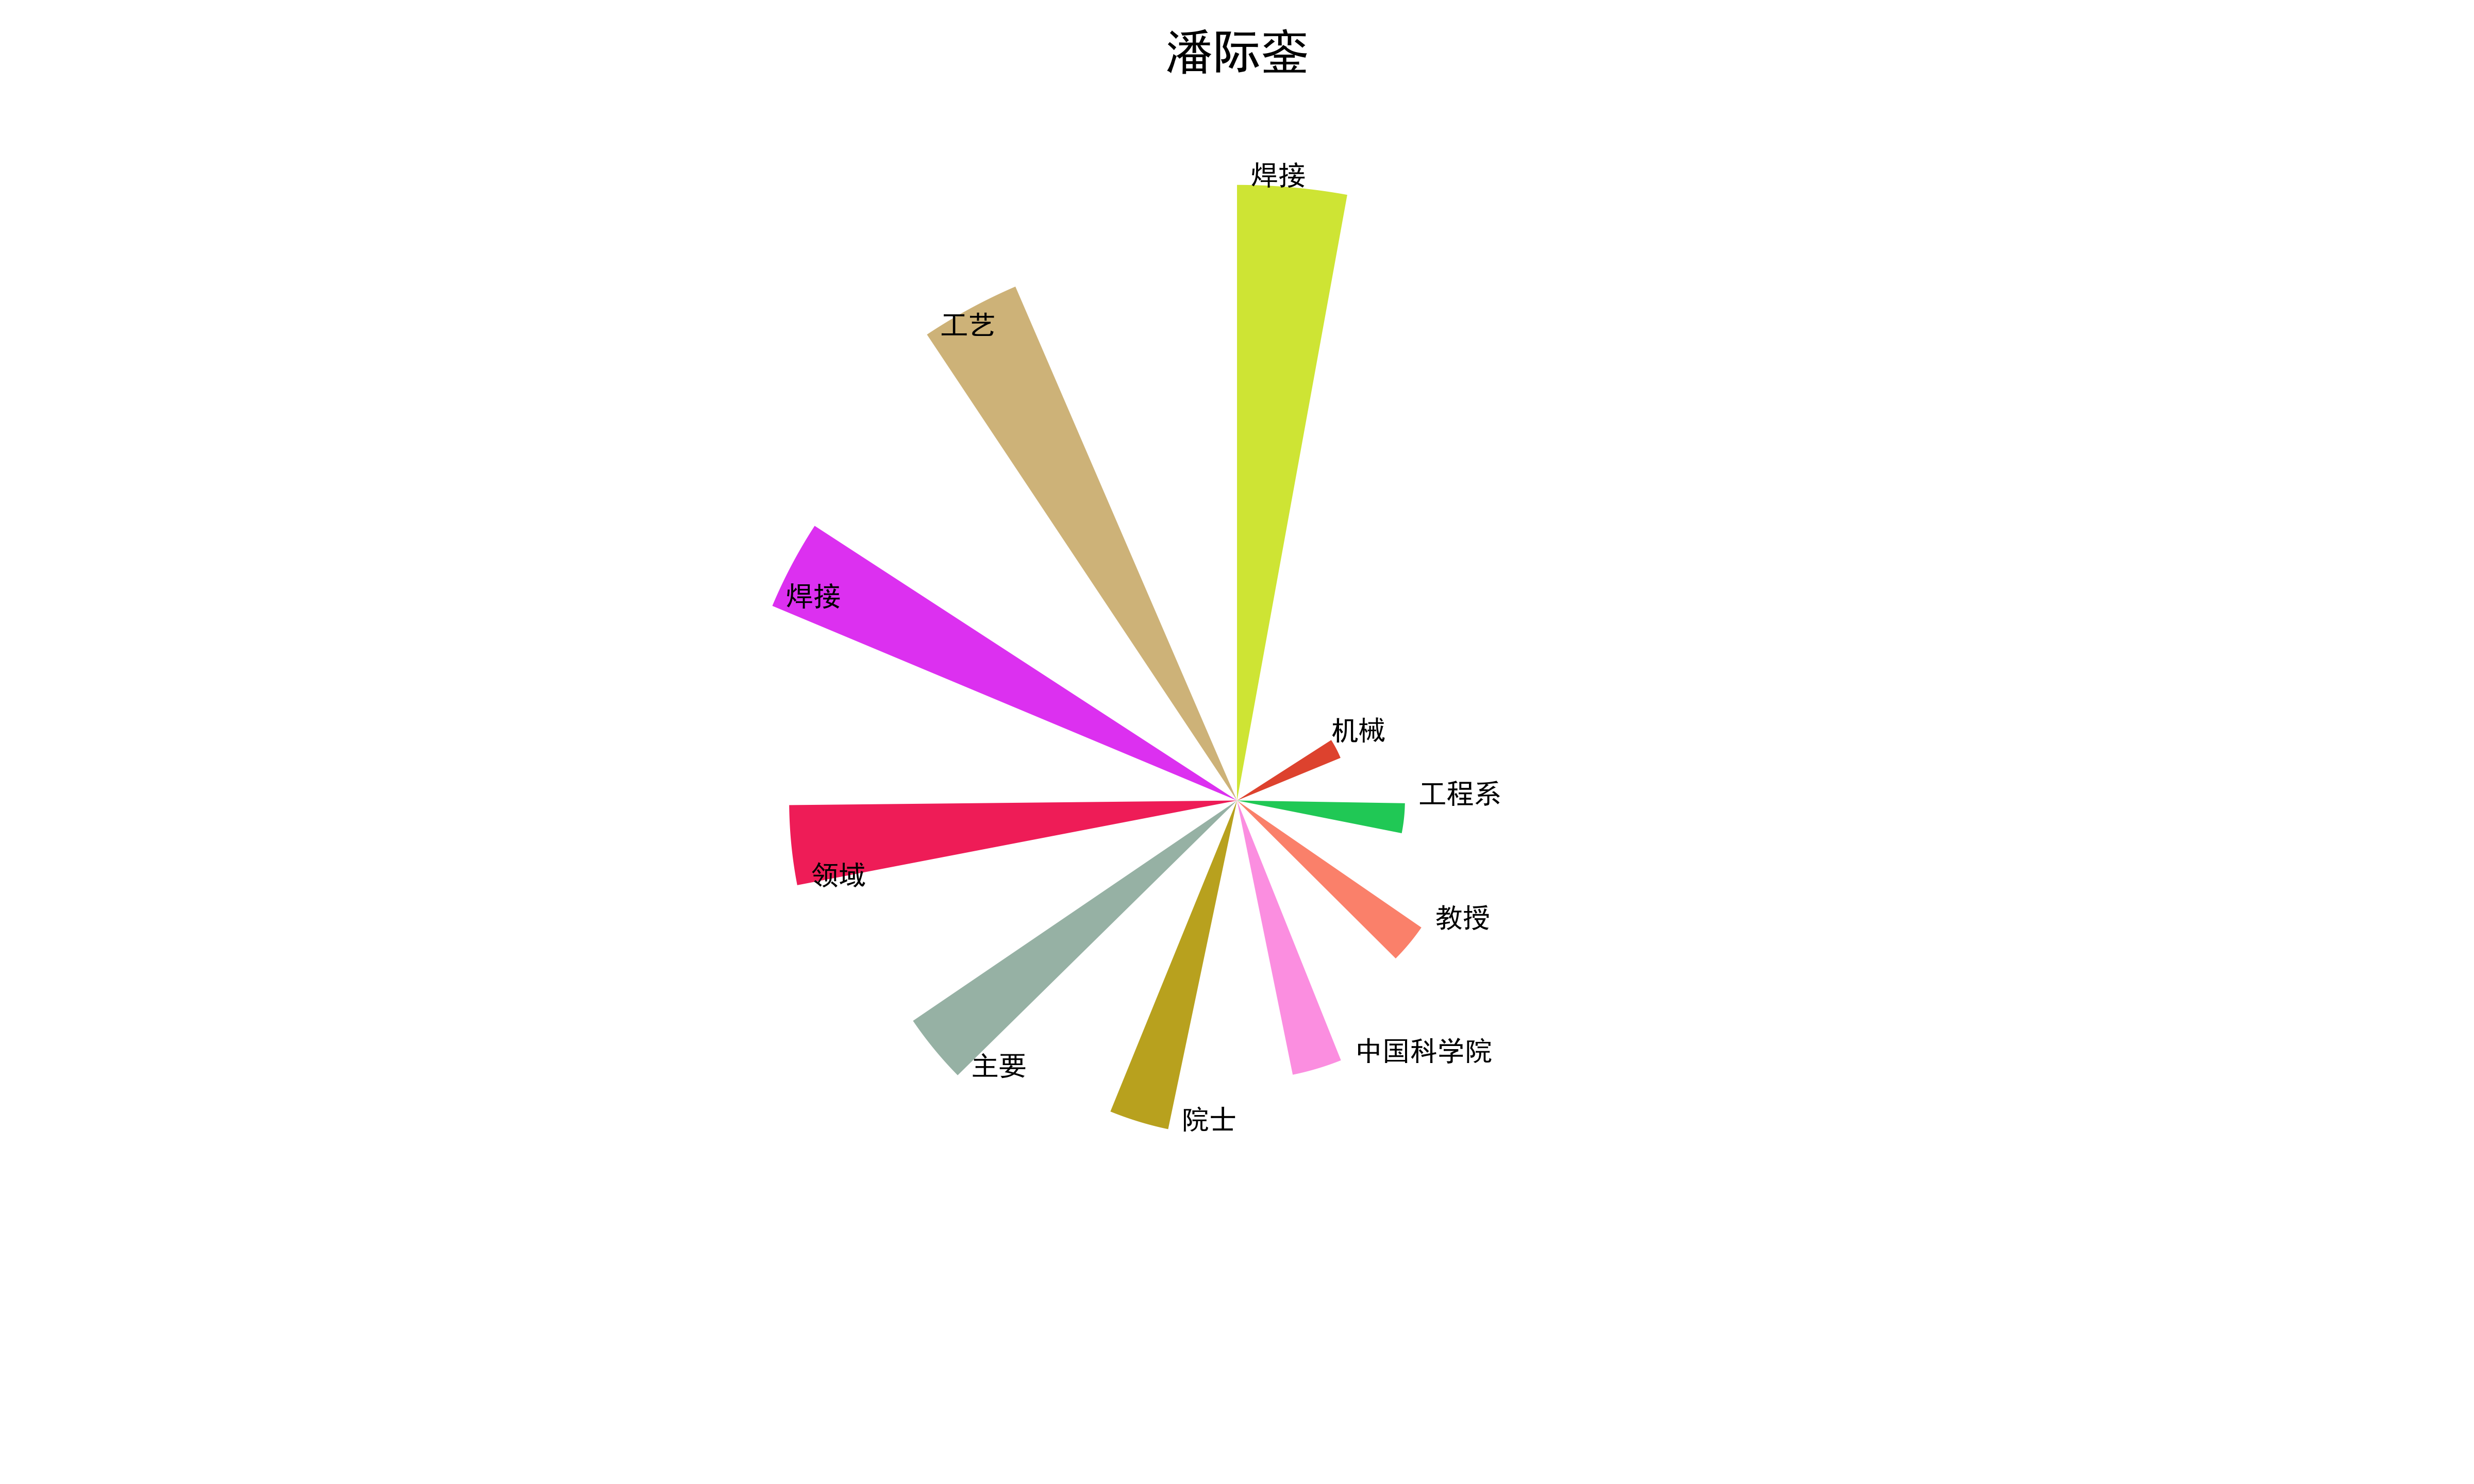 潘际銮
焊接
工艺
焊接
机械
工程系
领域
教授
中国科学院
主要
院士